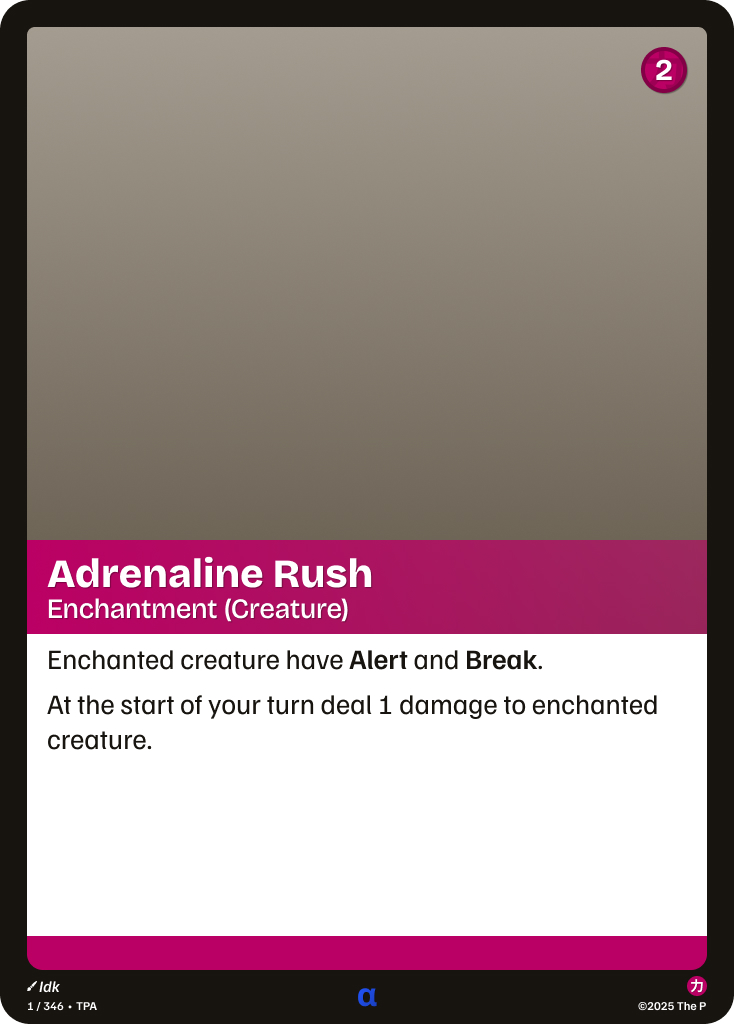 2
Adrenaline Rush
Enchantment (Creature)
Enchanted creature have Alert and Break.
At the start of your turn deal 1 damage to enchanted
creature.
Idk
1 / 346 • TPA
α
力
©2025 The P